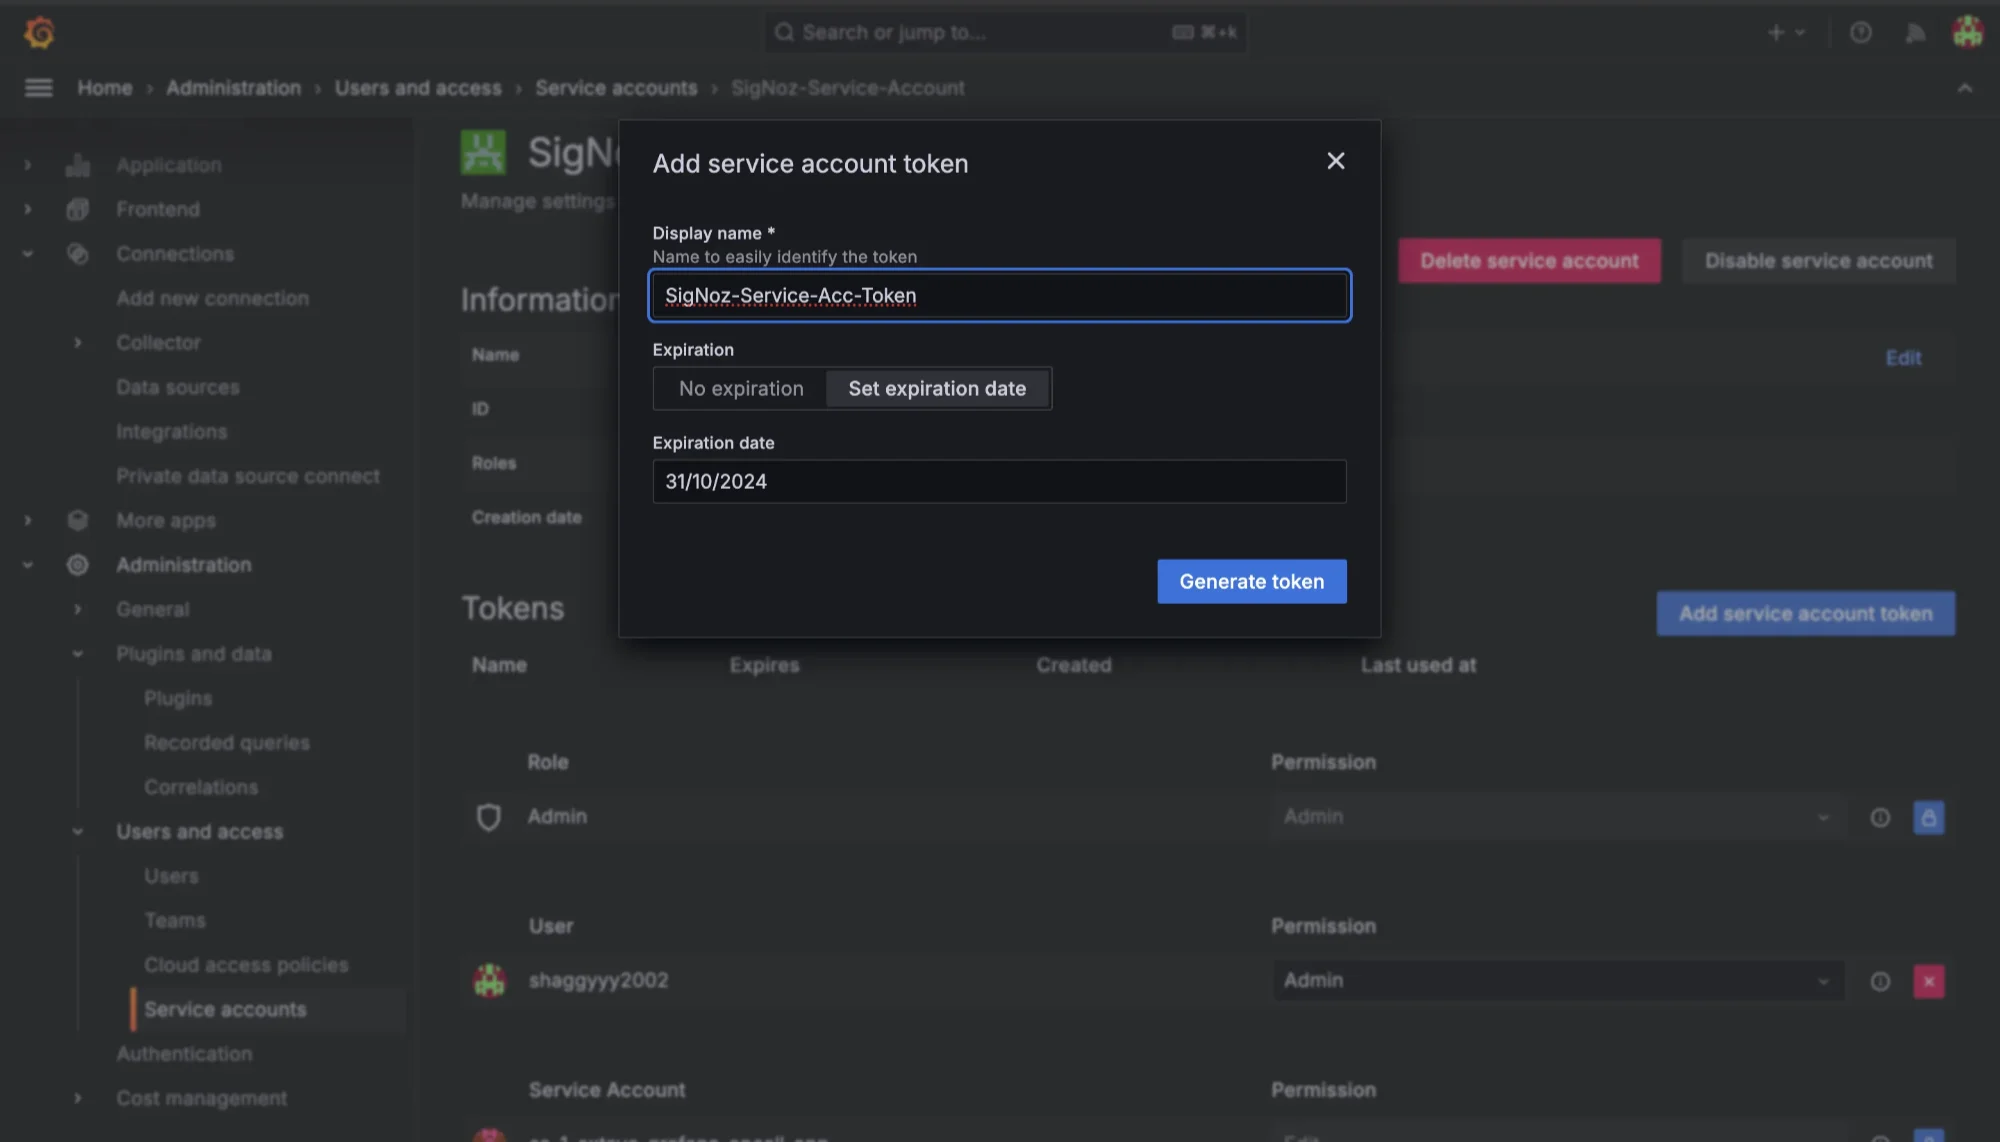 Search or jump to... ⌘+k
Home › Administration › Users and access › Service accounts › SigNoz-Service-Account
Application
Frontend
Connections
Add new connection
Collector
Data sources
Integrations
Private data source connect
More apps
Administration
General
Plugins and data
Plugins
Recorded queries
Correlations
Users and access
Users
Teams
Cloud access policies
Service accounts
Authentication
Cost management
Manage settings
Delete service account
Disable service account
Information
Name
Edit
ID
Roles
Creation date
Add service account token
Display name *
Name to easily identify the token
SigNoz-Service-Acc-Token
Expiration
No expiration
Set expiration date
Expiration date
31/10/2024
Generate token
Tokens
Add service account token
Name Expires Created Last used at
Role Permission
Admin Admin
User Permission
shaggyyy2002 Admin
Service Account Permission